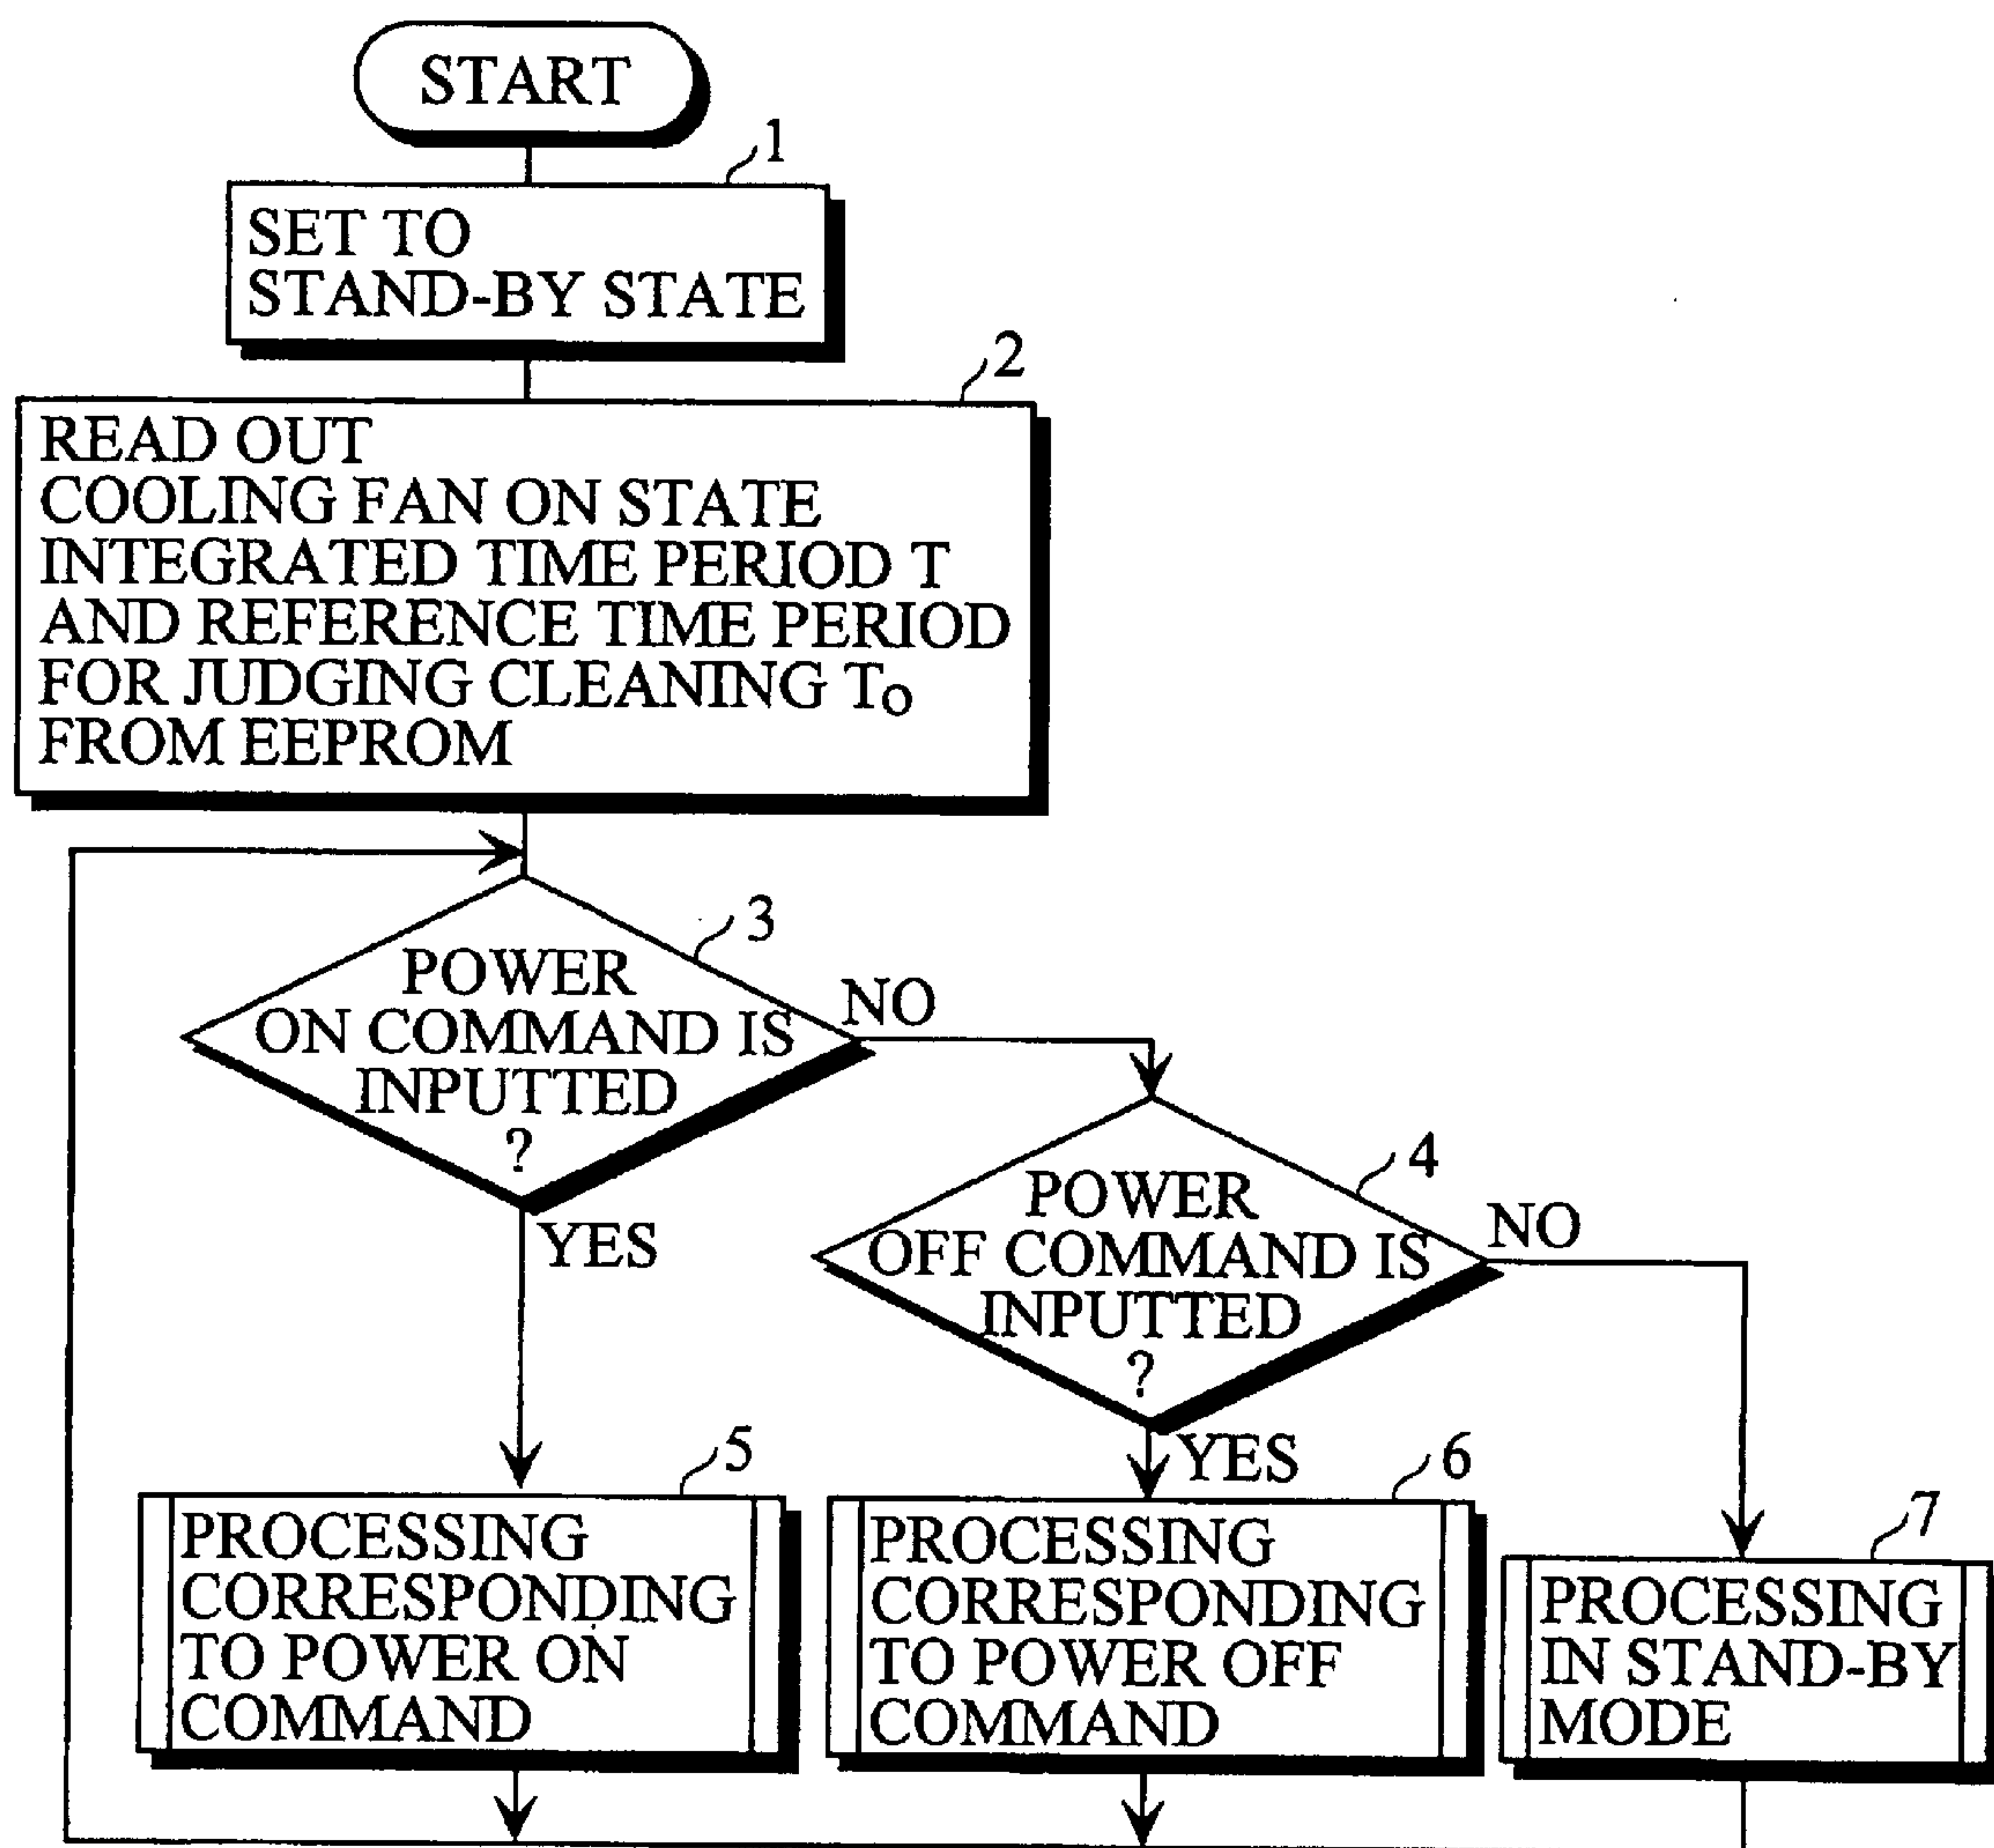 START
1
SET TO
STAND-BY STATE
2
READ OUT
COOLING FAN ON STATE
INTEGRATED TIME PERIOD T
AND REFERENCE TIME PERIOD
FOR JUDGING CLEANING T₀
FROM EEPROM
3
POWER
ON COMMAND IS
INPUTTED
?
NO
YES
4
POWER
OFF COMMAND IS
INPUTTED
?
NO
YES
5
PROCESSING
CORRESPONDING
TO POWER ON
COMMAND
6
PROCESSING
CORRESPONDING
TO POWER OFF
COMMAND
7
PROCESSING
IN STAND-BY
MODE